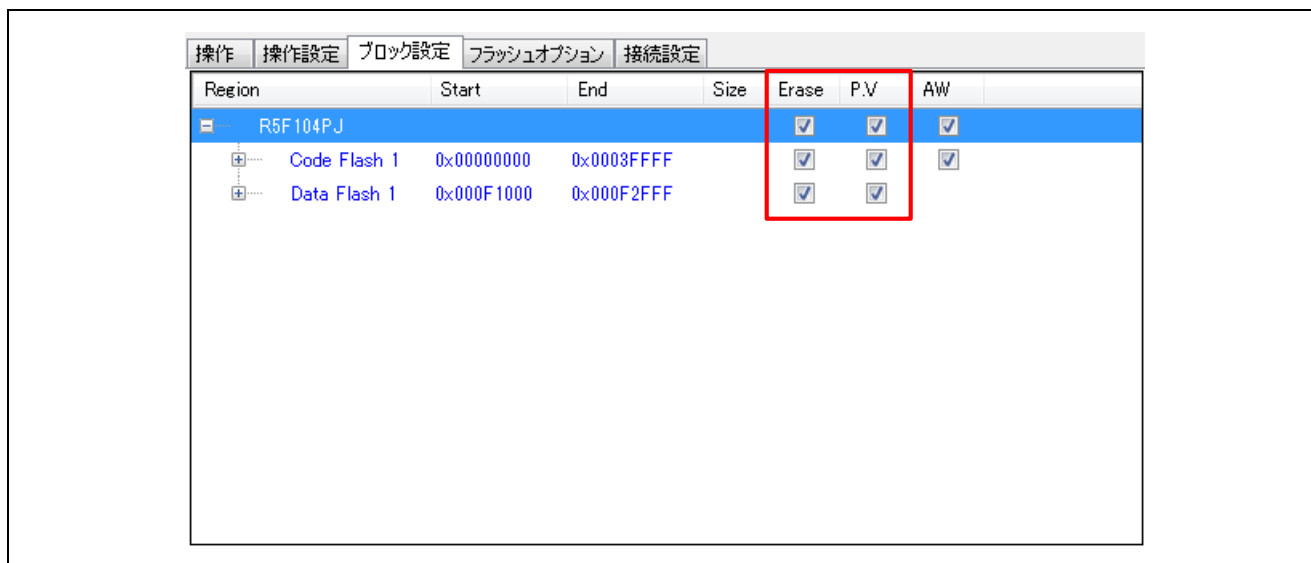 操作 操作設定 ブロック設定 フラッシュオプション 接続設定
Region Start End Size Erase P.V AW
R5F104PJ
Code Flash 1 0x00000000 0x0003FFFF
Data Flash 1 0x000F1000 0x000F2FFF